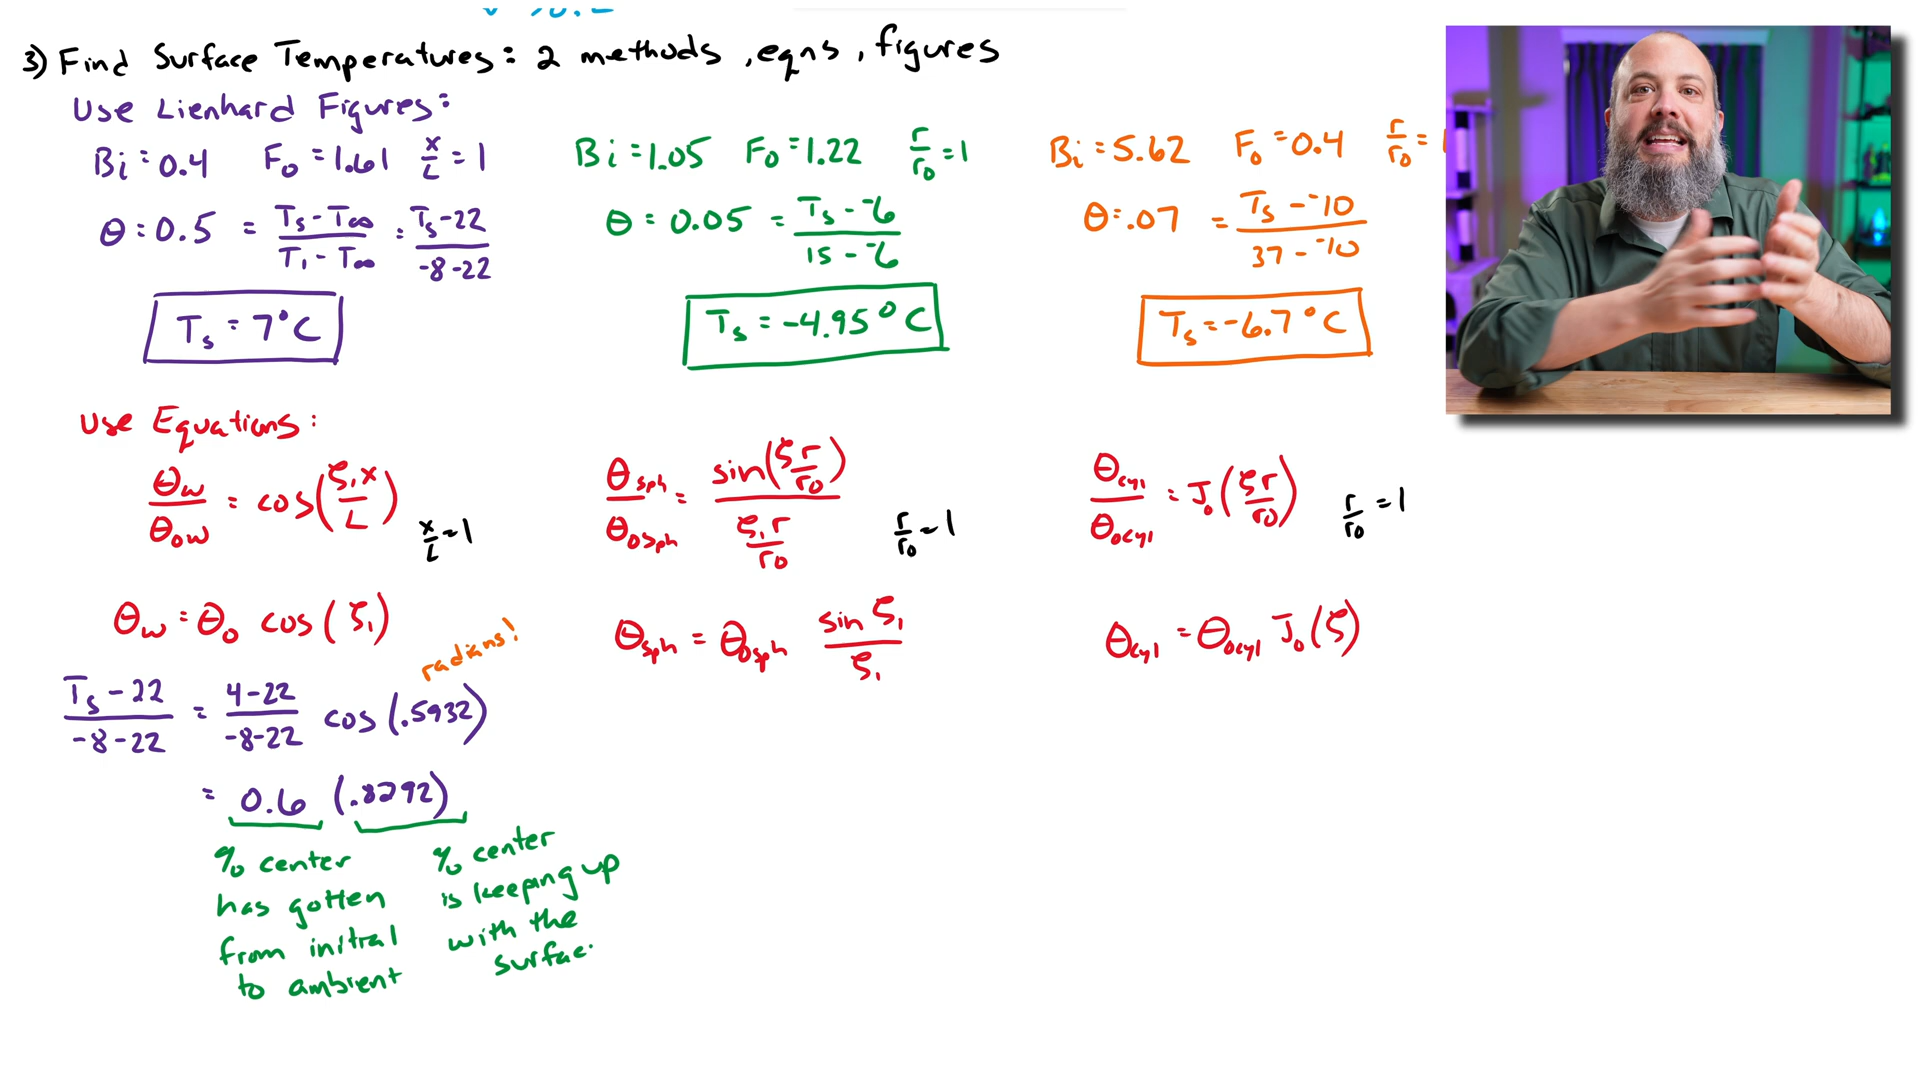 3) Find Surface Temperatures: 2 methods, eqns, figures
Use Lienhard Figures:
Bi = 0.4 Fo = 1.61 x/L = 1
θ = 0.5 = (Ts - T∞)/(T1 - T∞) = (Ts - 22)/(-8 - 22)
Ts = 7°C
Bi = 1.05 Fo = 1.22 r/ro = 1
θ = 0.05 = (Ts - -6)/(15 - -6)
Ts = -4.95°C
Bi = 5.62 Fo = 0.4 r/ro =
θ = .07 = (Ts - -10)/(37 - -10)
Ts = -6.7°C
Use Equations:
θw/θow = cos(ζ1x/L)
x/L = 1
θw = θo cos(ζ1)
radians!
(Ts - 22)/(-8 - 22) = (4 - 22)/(-8 - 22) cos(.5932)
= 0.6 (.8292)
% center
has gotten
from initial
to ambient
% center
is keeping up
with the
surfac
θsph/θosph = sin(ζr/ro)/(ζ1r/ro)
r/ro = 1
θsph = θosph sin ζ1/ζ1
θcyl/θocyl = Jo(ζr/ro)
r/ro = 1
θcyl = θocyl Jo(ζ)